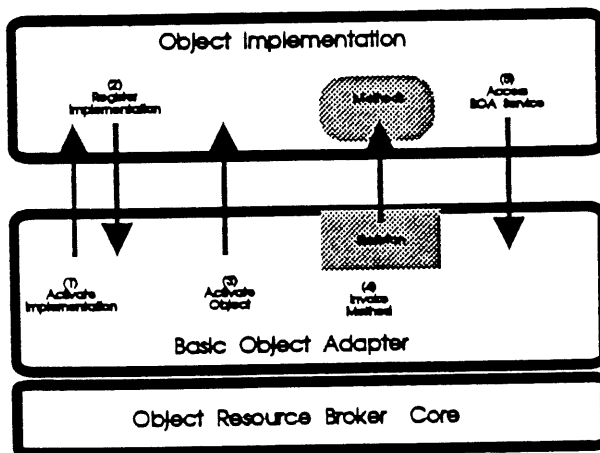 Object Implementation
(2)
Register
Implementation
Methods
(5)
Access
BOA Service
Skeleton
(1)
Activate
Implementation
(3)
Activate
Object
(4)
Invoke
Method
Basic Object Adapter
Object Resource Broker Core